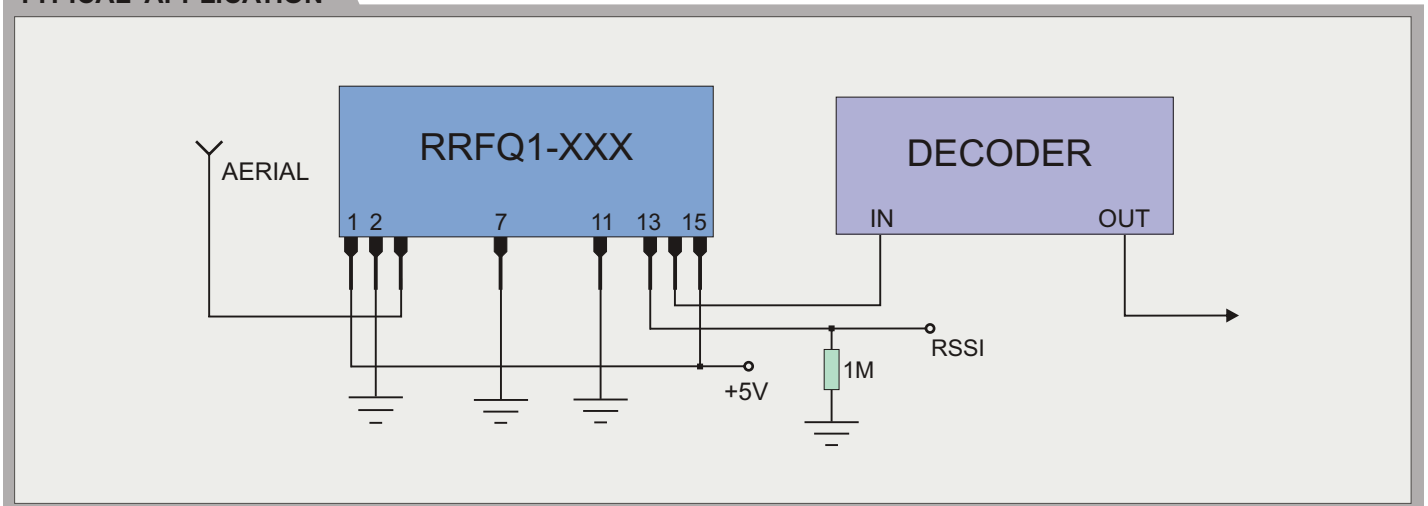 RRFQ1-XXX
DECODER
AERIAL
1 2 7 11 13 15
IN OUT
RSSI
1M
+5V